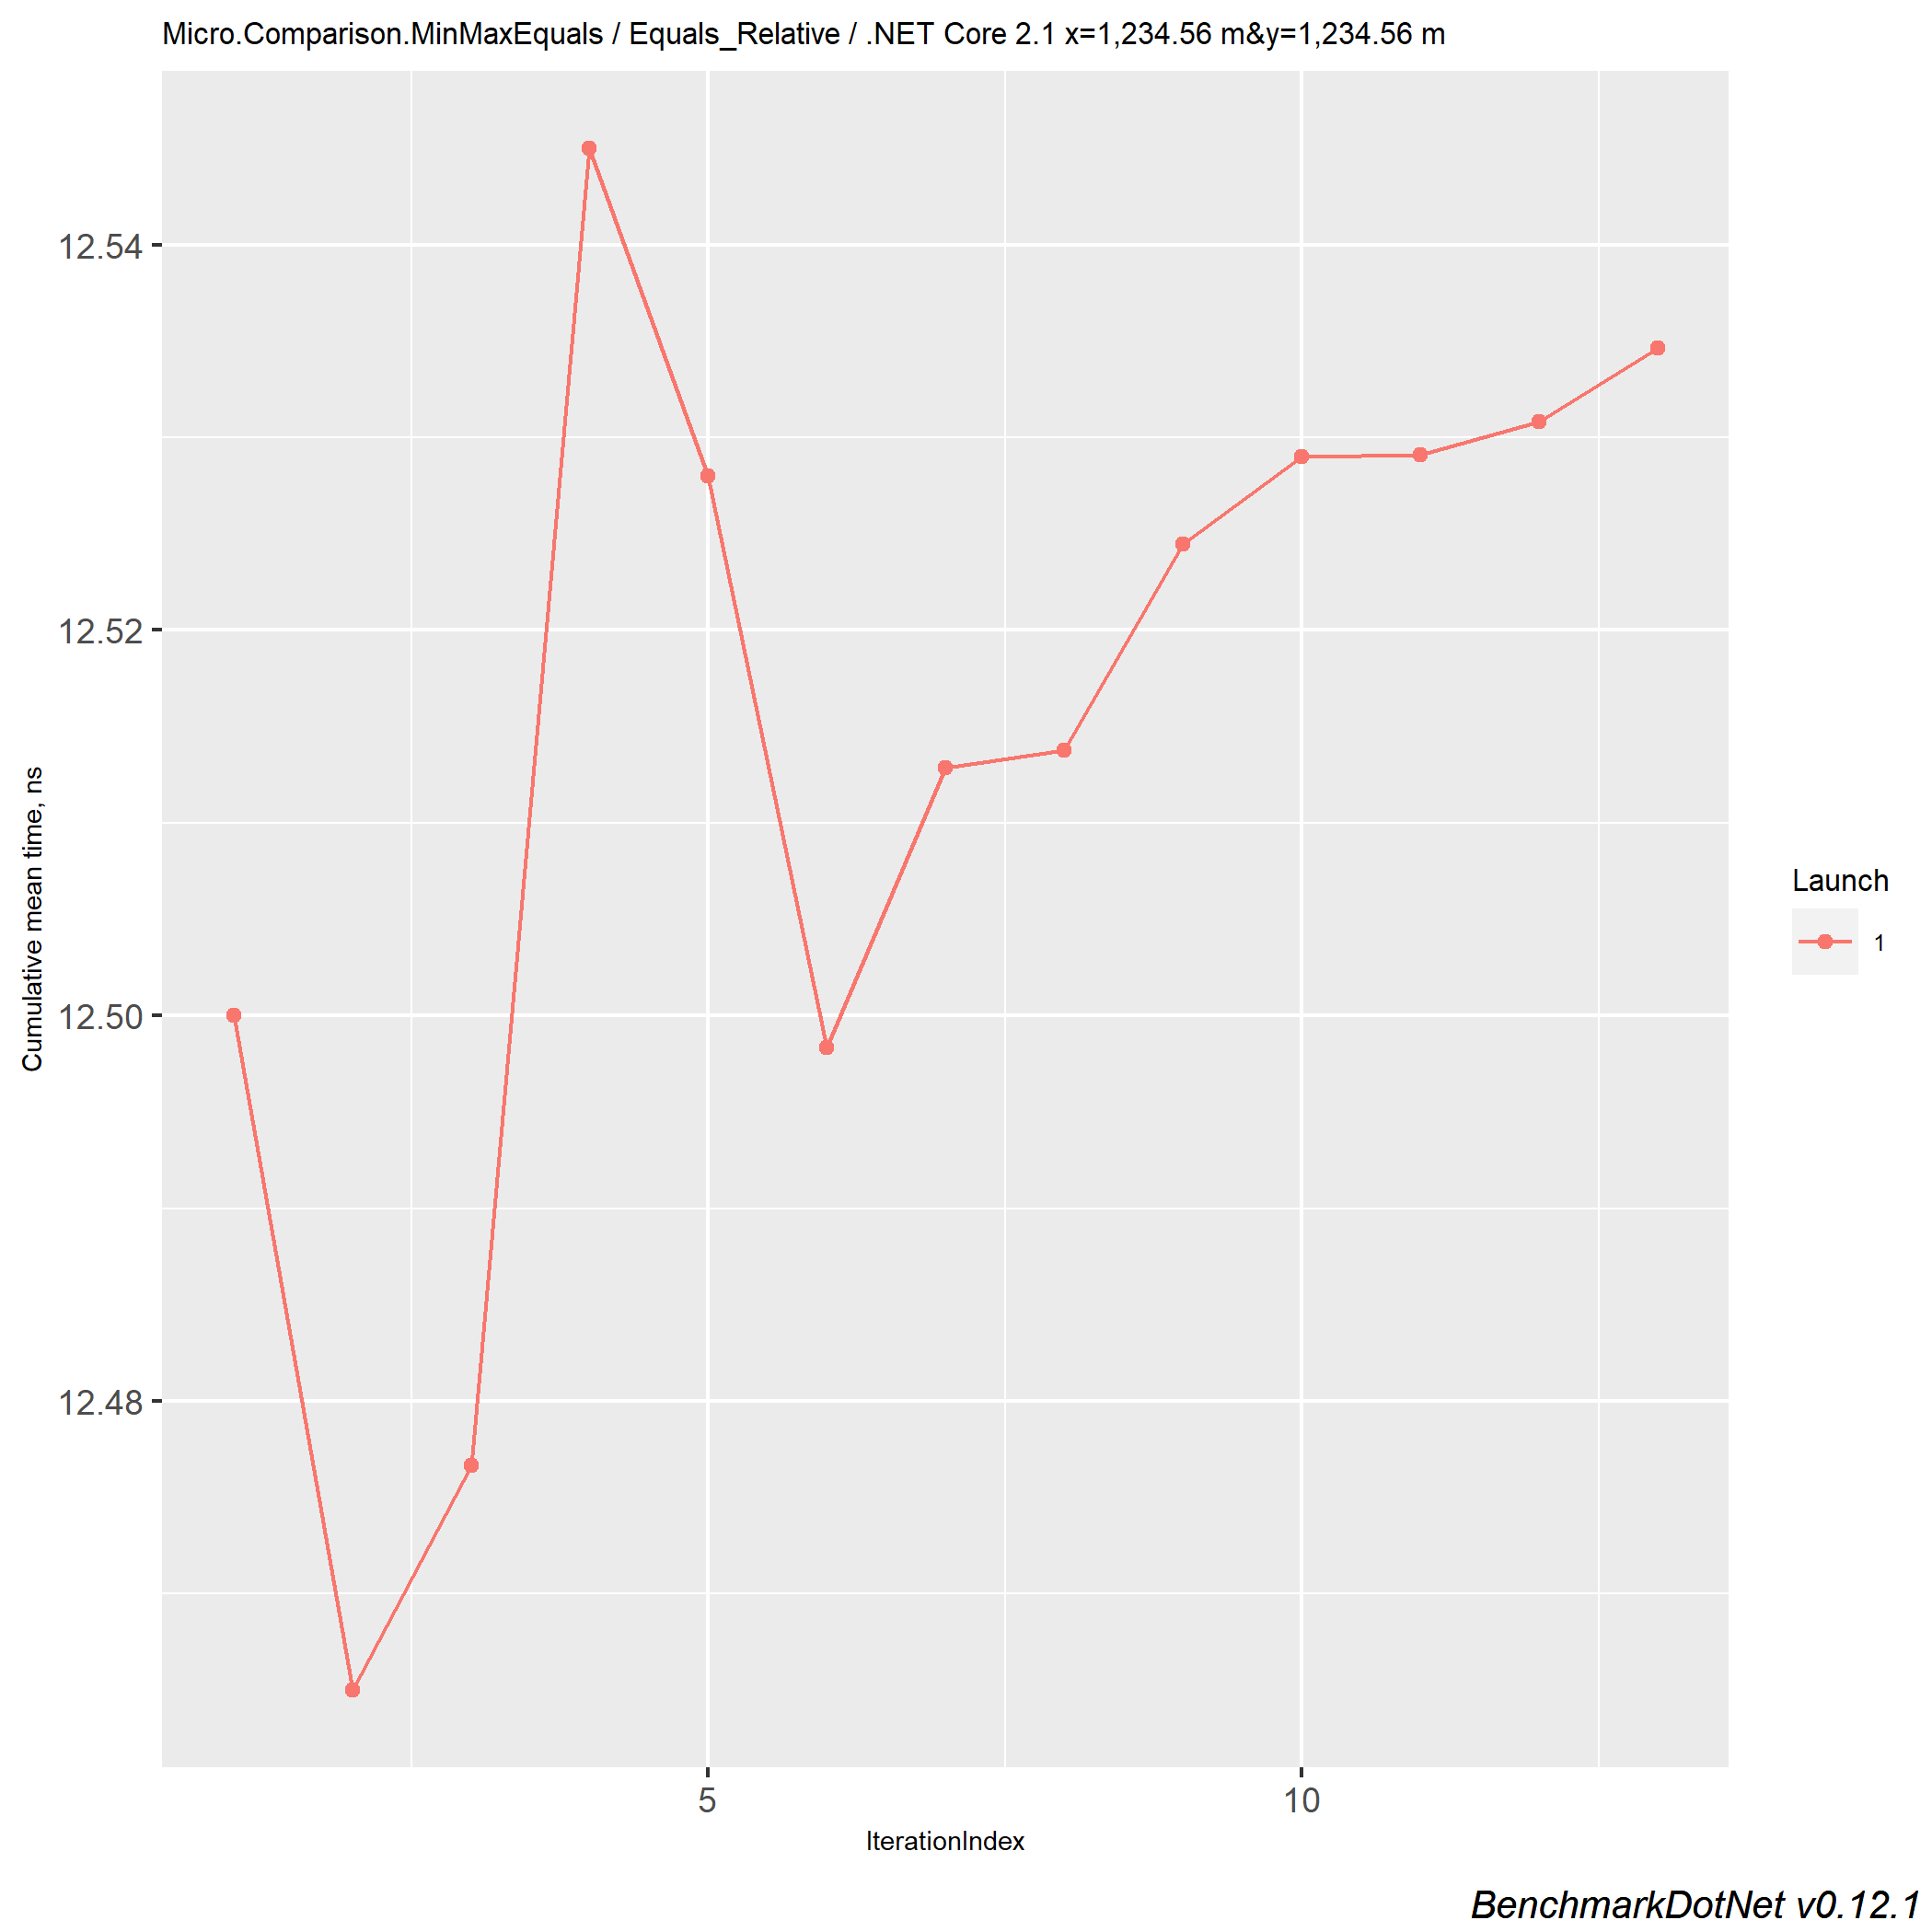 Micro.Comparison.MinMaxEquals / Equals_Relative / .NET Core 2.1 x=1,234.56 m&y=1,234.56 m
12.54
12.52
12.50
12.48
Cumulative mean time, ns
5
10
IterationIndex
Launch
1
BenchmarkDotNet v0.12.1